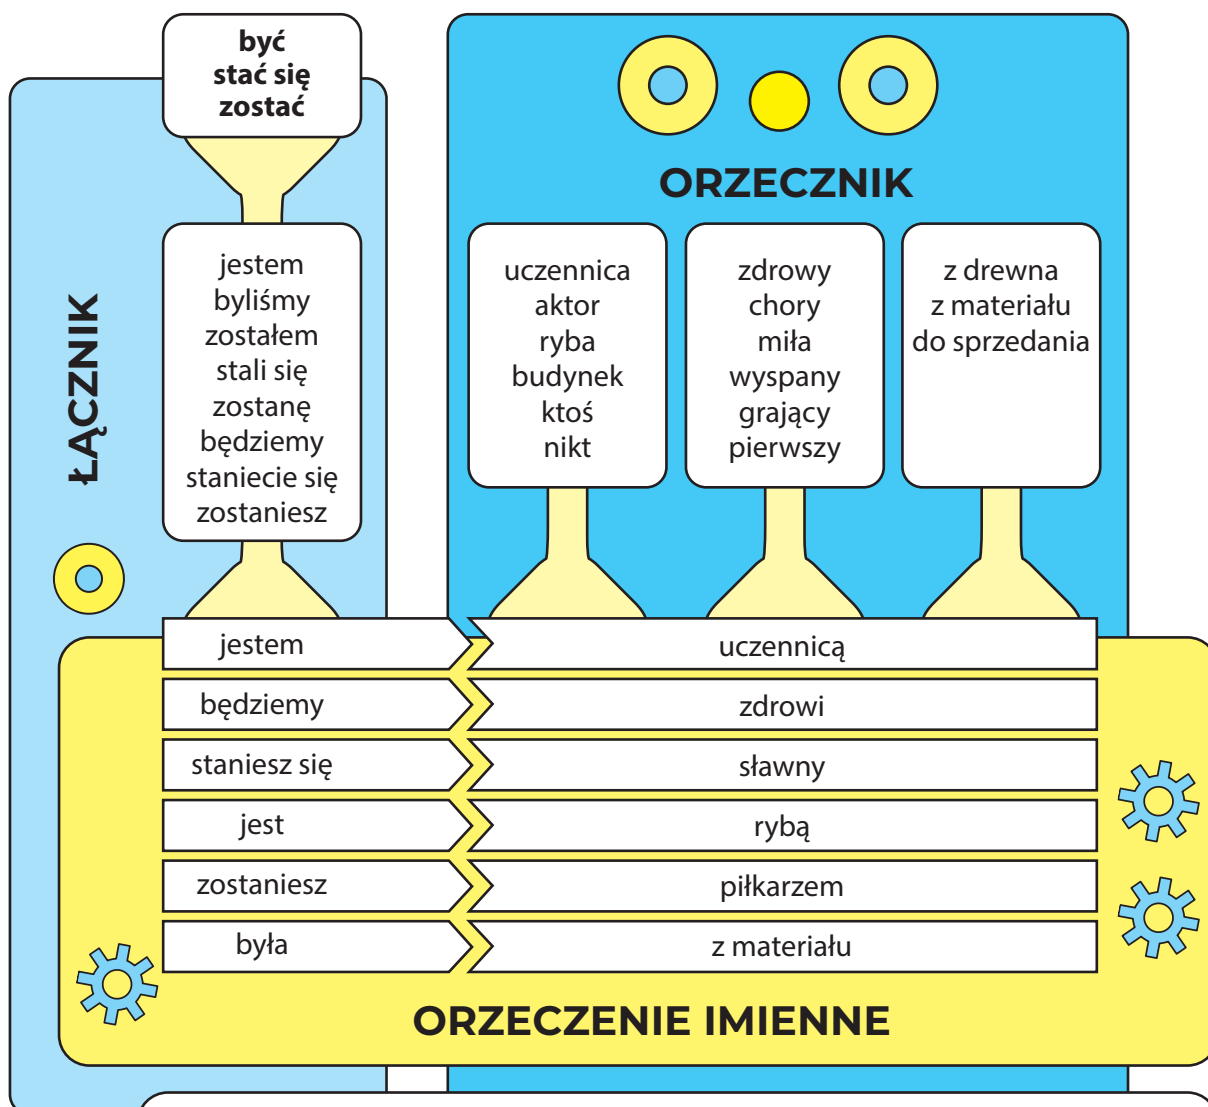 być
stać się
zostać
ŁĄCZNIK
jestem
byliśmy
zostałem
stali się
zostanę
będziemy
staniecie się
zostaniesz
ORZECZNIK
uczennica
aktor
ryba
budynek
ktoś
nikt
zdrowy
chory
miła
wyspany
grający
pierwszy
z drewna
z materiału
do sprzedania
jestem uczennicą
będziemy zdrowi
staniesz się sławny
jest rybą
zostaniesz piłkarzem
była z materiału
ORZECZENIE IMIENNE